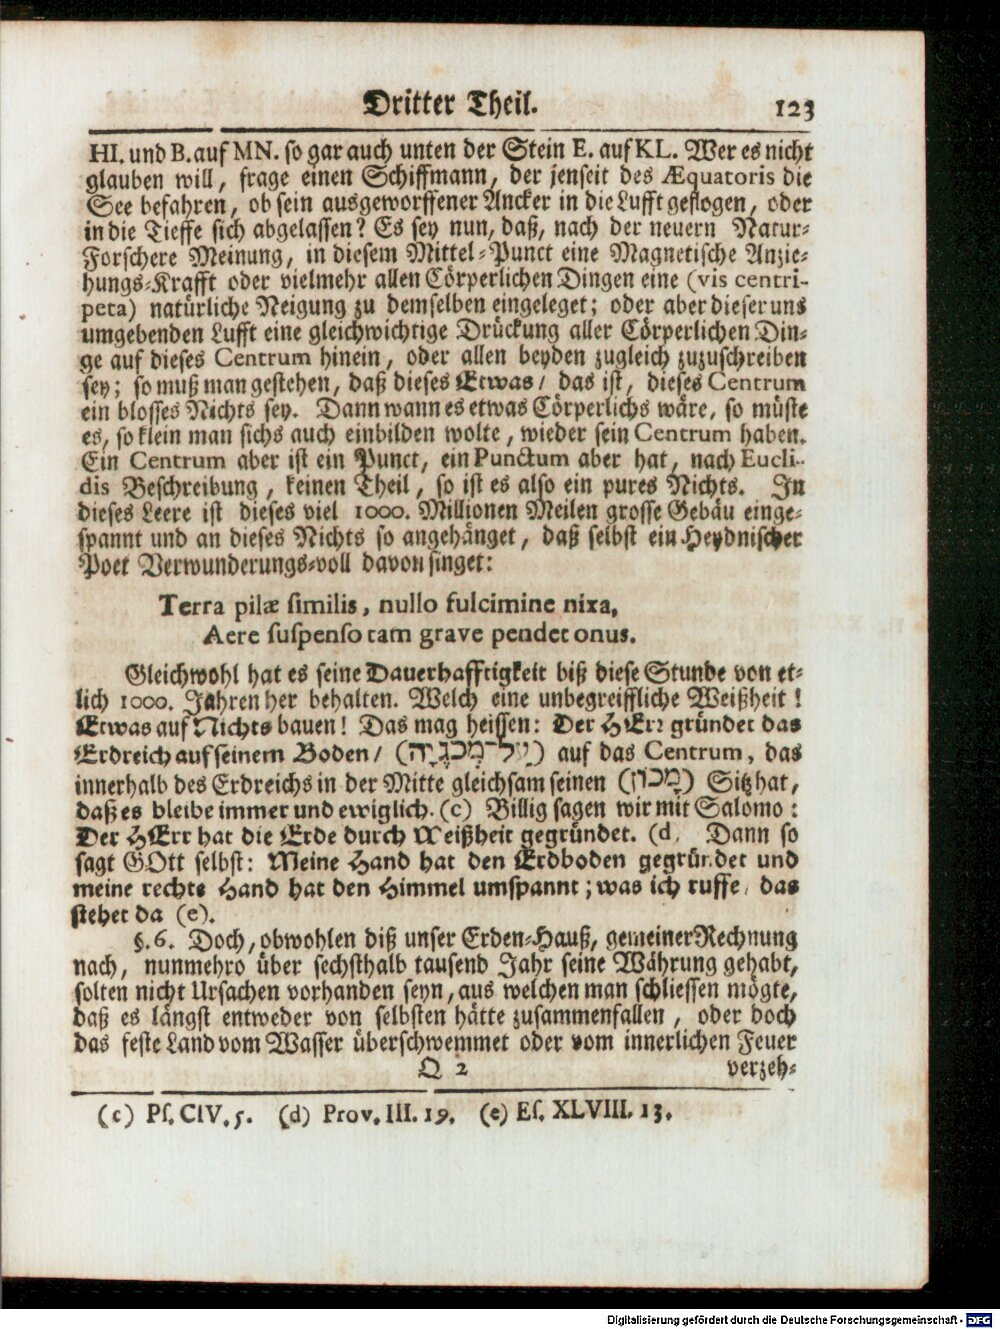 Dritter Theil. 123
HI. und B. auf MN. so gar auch unten der Stein E. auf KL. Wer es nicht
glauben will, frage einen Schiffmann, der jenseit des Æquatoris die
See befahren, ob sein ausgeworffener Ancker in die Lufft geflogen, oder
in die Tieffe sich abgelassen? Es sey nun, daß, nach der neuern Natur-
Forschere Meinung, in diesem Mittel-Punct eine Magnetische Anzie-
hungs-Krafft oder vielmehr allen Cörperlichen Dingen eine (vis centri-
peta) natürliche Neigung zu demselben eingeleget; oder aber dieser uns
umgebenden Lufft eine gleichwichtige Drückung aller Cörperlichen Din-
ge auf dieses Centrum hinein, oder allen beyden zugleich zuzuschreiben
sey; so muß man gestehen, daß dieses Etwas/ das ist, dieses Centrum
ein blosses Nichts sey. Dann wann es etwas Cörperlichs wäre, so müste
es, so klein man sichs auch einbilden wolte, wieder sein Centrum haben.
Ein Centrum aber ist ein Punct, ein Punctum aber hat, nach Eucli-
dis Beschreibung, keinen Theil, so ist es also ein pures Nichts. In
dieses Leere ist dieses viel 1000. Millionen Meilen grosse Gebäu einge-
spannt und an dieses Nichts so angehänget, daß selbst ein Heydnischer
Poet Verwunderungs-voll davon singet:
Terra pilæ similis, nullo fulcimine nixa,
Aere suspenso tam grave pendet onus.
Gleichwohl hat es seine Dauerhafftigkeit biß diese Stunde von et-
lich 1000. Jahren her behalten. Welch eine unbegreiffliche Weißheit!
Etwas auf Nichts bauen! Das mag heissen: Der HErr gründet das
Erdreich auf seinem Boden/ () auf das Centrum, das
innerhalb des Erdreichs in der Mitte gleichsam seinen (מכון) Sitz hat,
daß es bleibe immer und ewiglich. (c) Billig sagen wir mit Salomo:
Der HErr hat die Erde durch Weißheit gegründet. (d. Dann so
sagt GOtt selbst: Meine Hand hat den Erdboden gegründet und
meine rechte Hand hat den Himmel umspannt; was ich ruffe, das
stehet da (e).
§. 6. Doch, obwohlen diß unser Erden-Hauß, gemeiner Rechnung
nach, nunmehro über sechsthalb tausend Jahr seine Währung gehabt,
solten nicht Ursachen vorhanden seyn, aus welchen man schliessen mögte,
daß es längst entweder von selbsten hätte zusammenfallen, oder doch
das feste Land vom Wasser überschwemmet oder vom innerlichen Feuer
Q 2 verzeh-
(c) Ps. CIV. 5. (d) Prov. III. 19. (e) Es. XLVIII. 13.
Digitalisierung gefördert durch die Deutsche Forschungsgemeinschaft - DFG